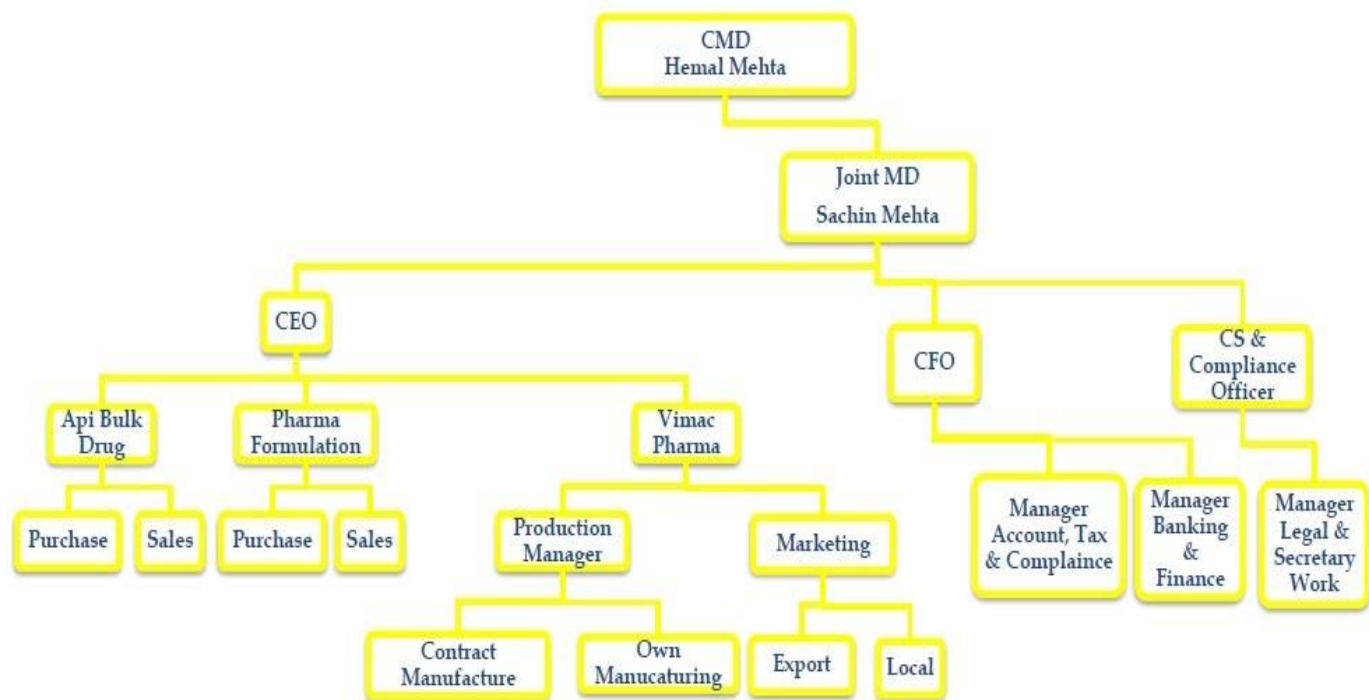 CMD
Hemal Mehta
Joint MD
Sachin Mehta
CEO
CFO
CS &
Compliance
Officer
Api Bulk
Drug
Pharma
Formulation
Vimac
Pharma
Purchase
Sales
Purchase
Sales
Production
Manager
Marketing
Manager
Account, Tax
& Complaince
Manager
Banking
&
Finance
Manager
Legal &
Secretary
Work
Contract
Manufacture
Own
Manucaturing
Export
Local